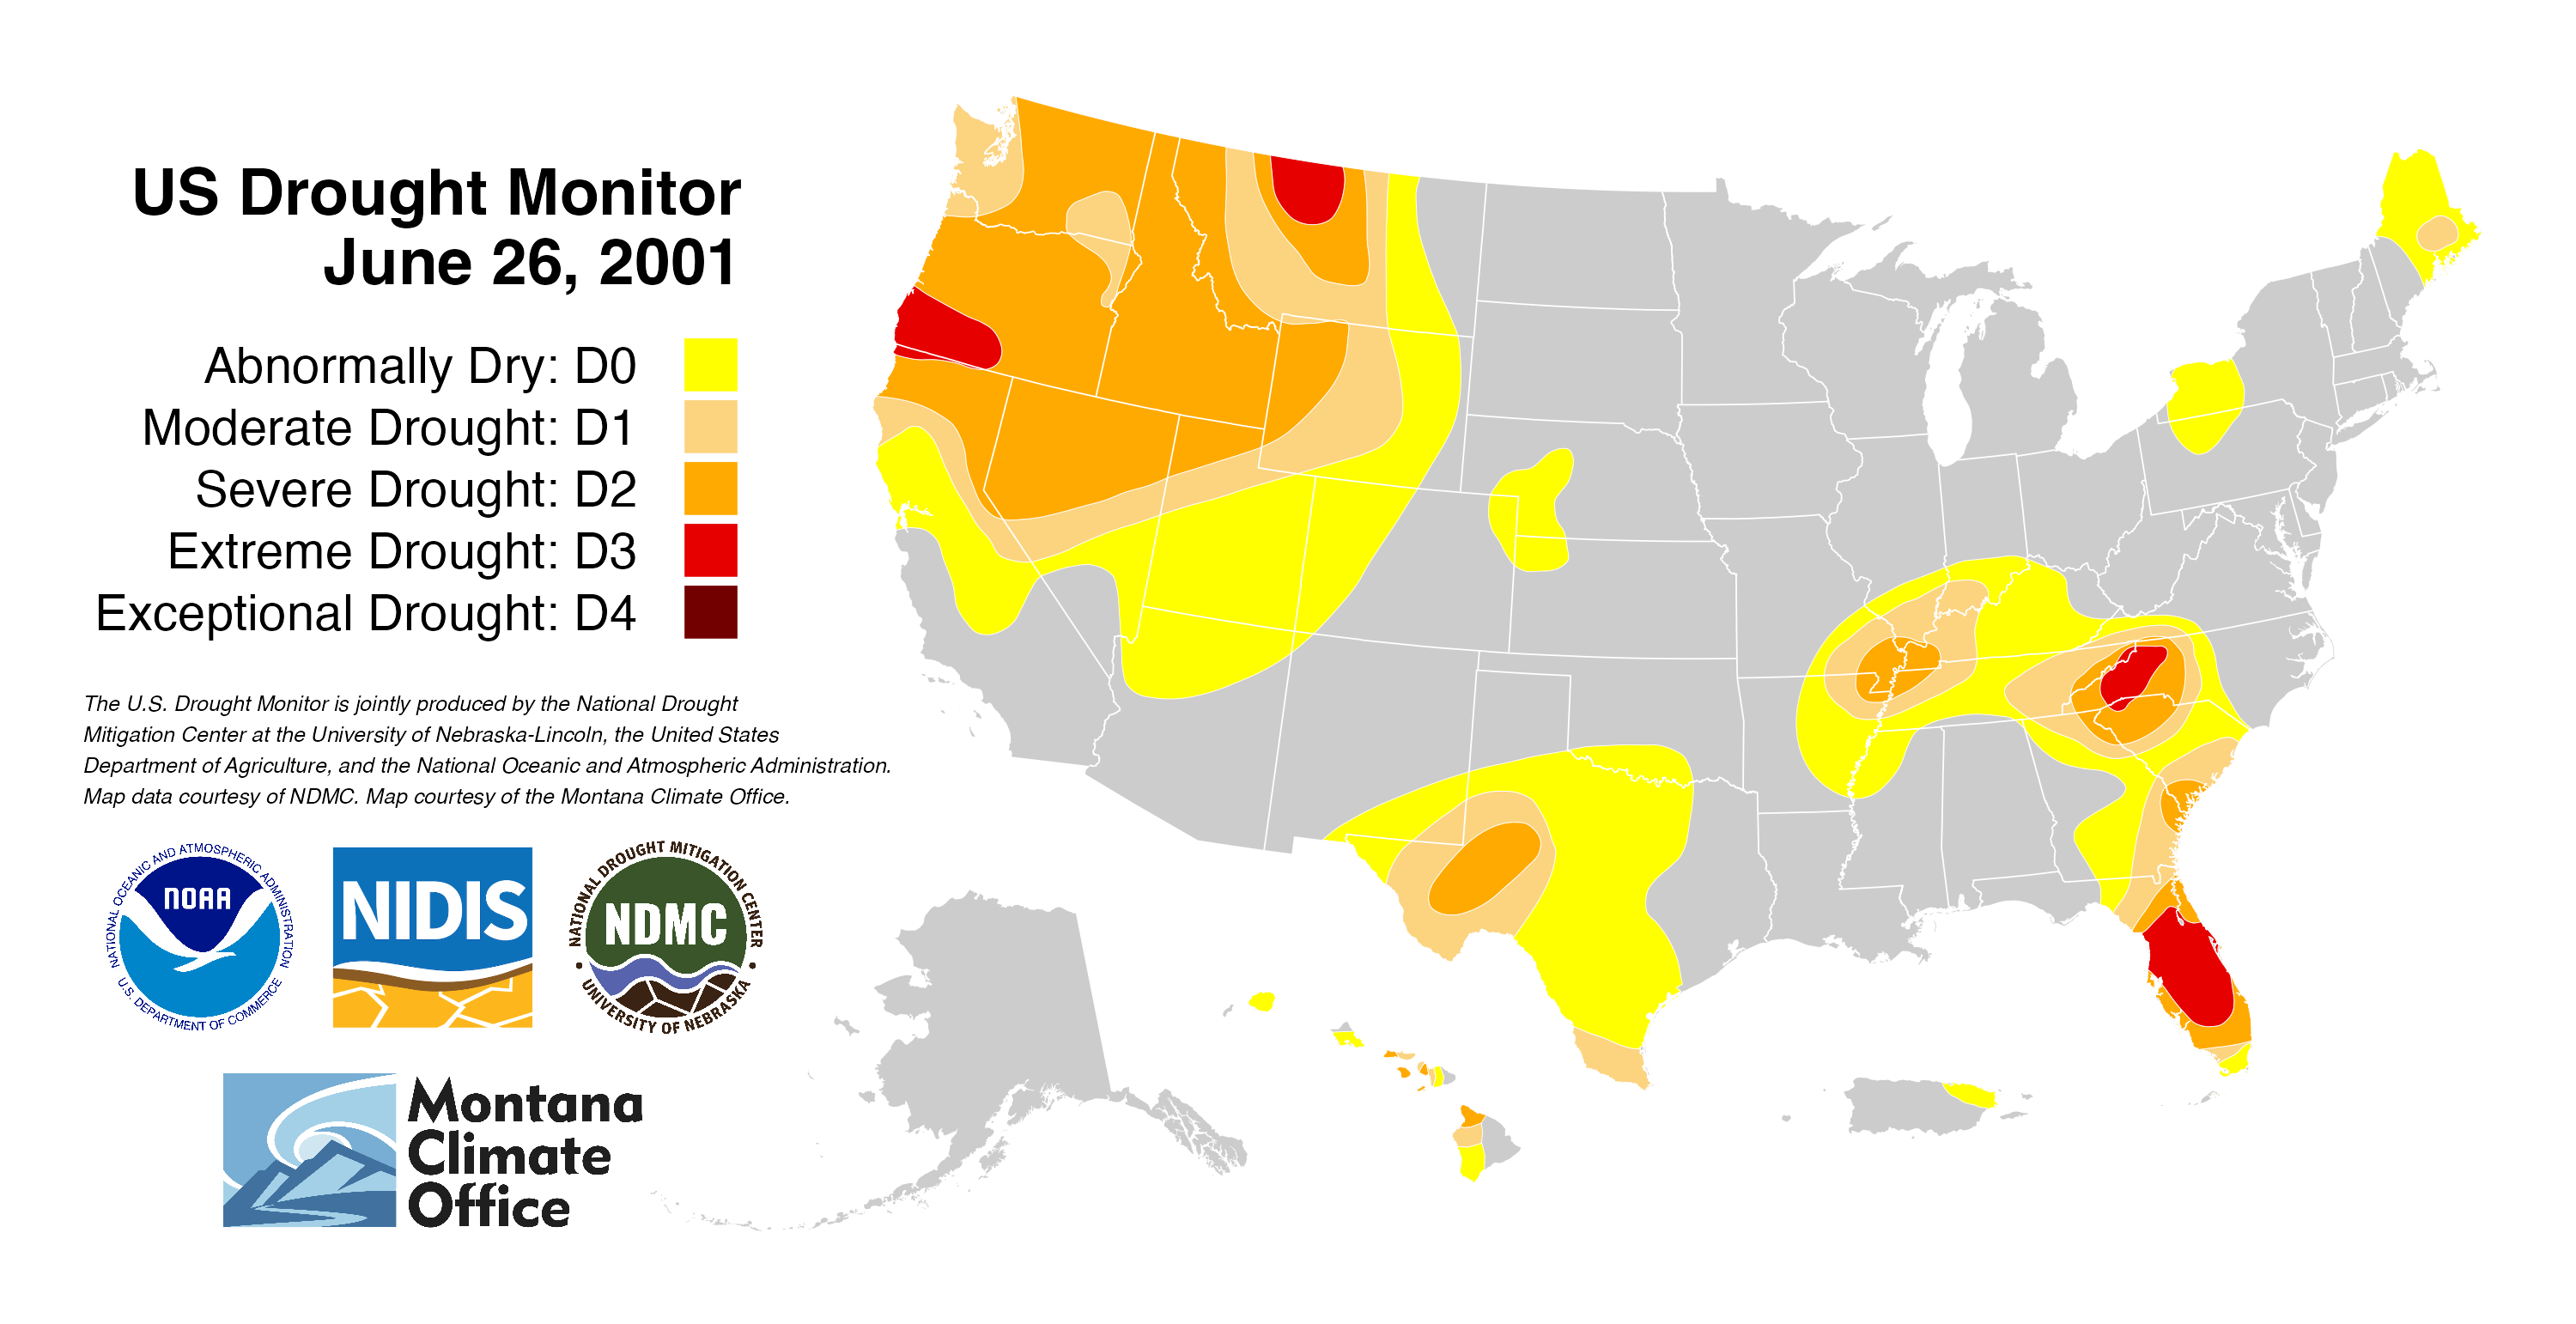 US Drought Monitor
June 26, 2001
Abnormally Dry: D0
Moderate Drought: D1
Severe Drought: D2
Extreme Drought: D3
Exceptional Drought: D4
The U.S. Drought Monitor is jointly produced by the National Drought
Mitigation Center at the University of Nebraska-Lincoln, the United States
Department of Agriculture, and the National Oceanic and Atmospheric Administration.
Map data courtesy of NDMC. Map courtesy of the Montana Climate Office.
NATIONAL OCEANIC AND ATMOSPHERIC ADMINISTRATION
NOAA
U.S. DEPARTMENT OF COMMERCE
NIDIS
NATIONAL DROUGHT MITIGATION CENTER
NDMC
UNIVERSITY OF NEBRASKA
Montana
Climate
Office